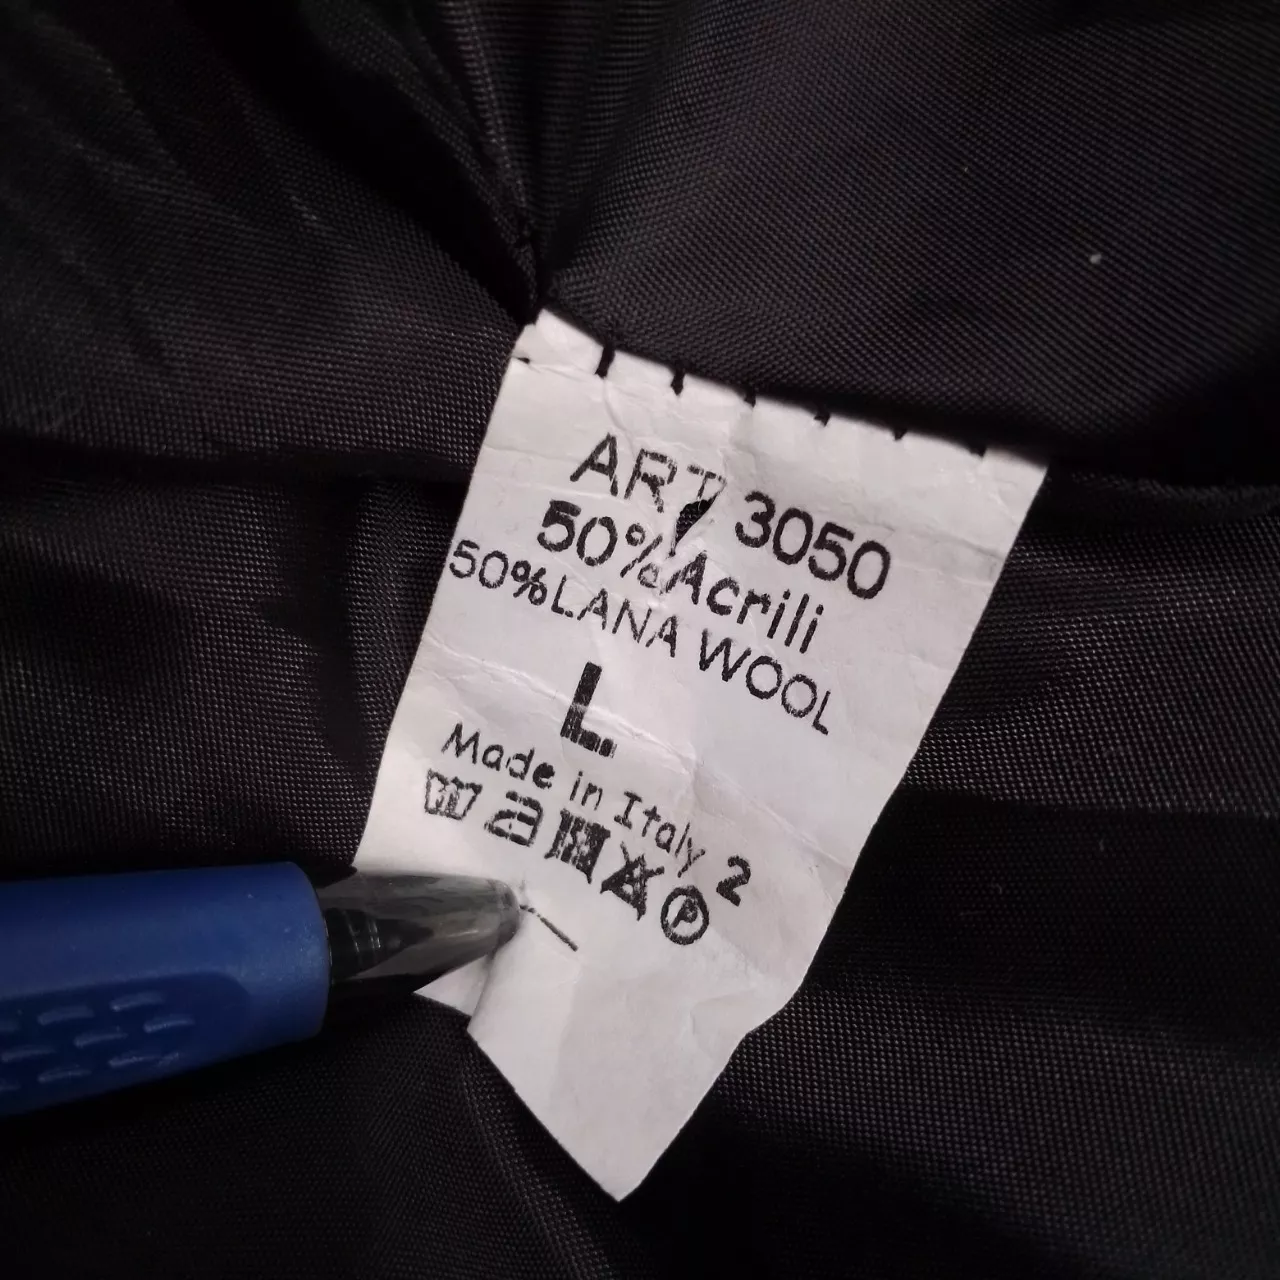 ART 3050
50%Acrili
50%LANA WOOL
L
Made in Italy 2
P